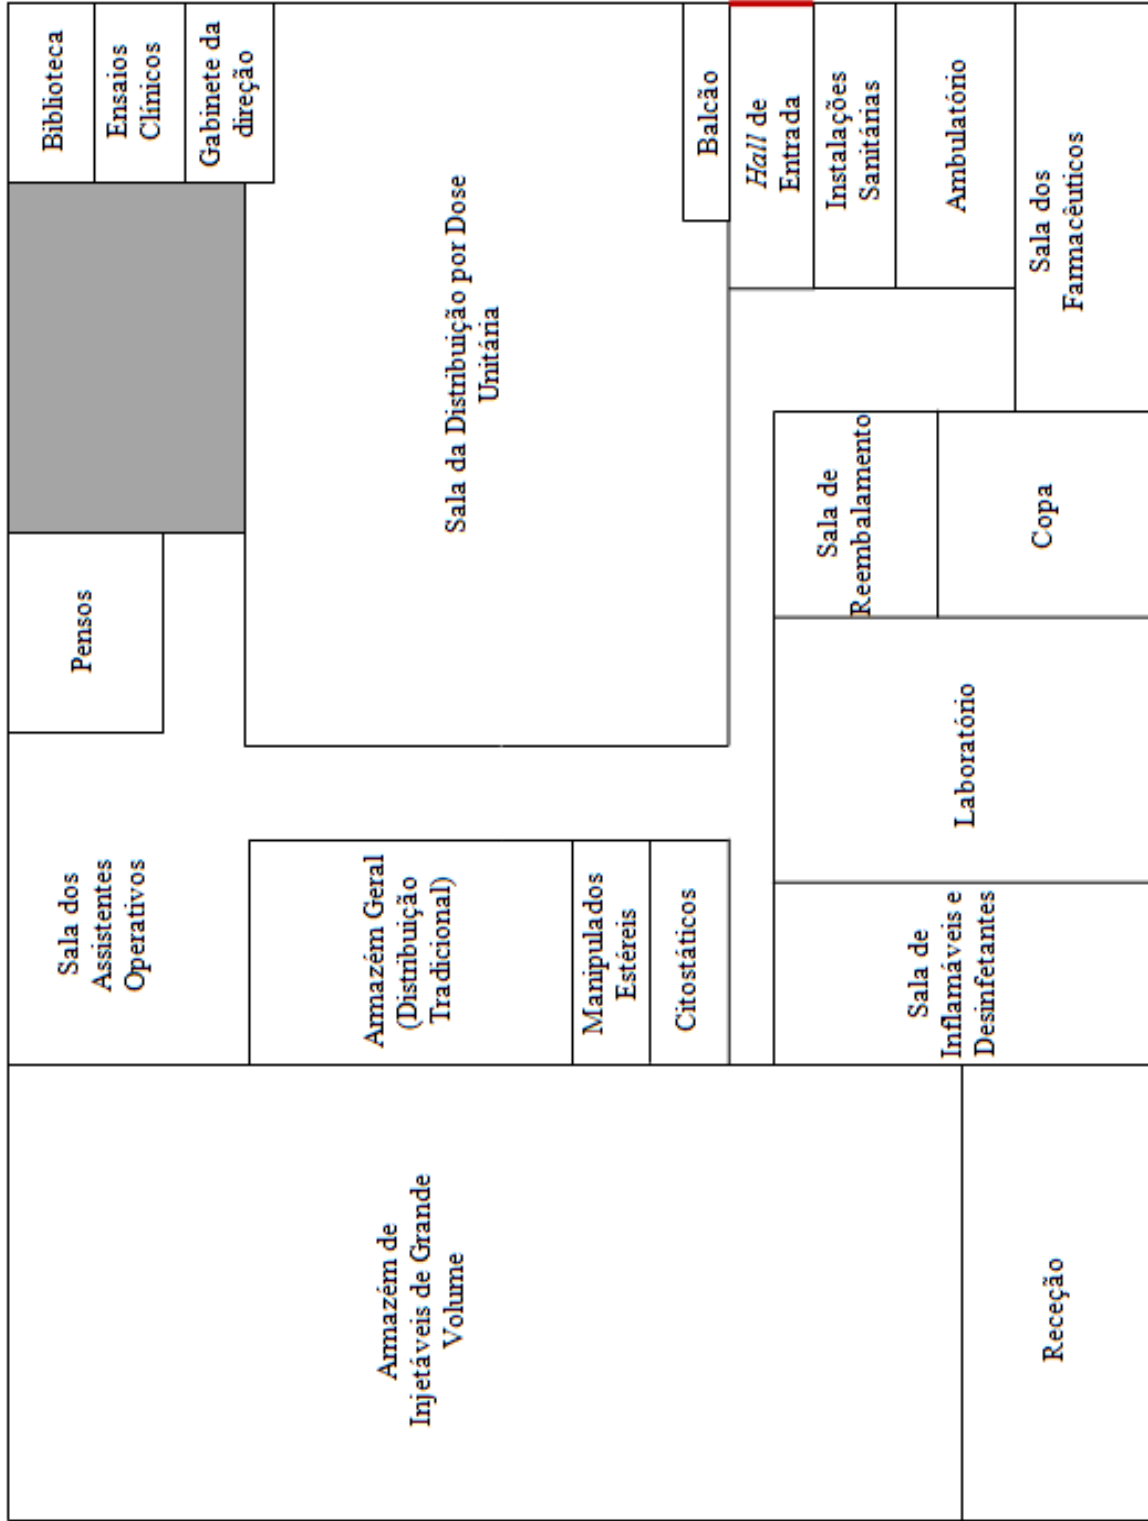 Biblioteca
Ensaios
Clínicos
Gabinete da
direção
Balcão
Hall de
Entrada
Instalações
Sanitárias
Ambulatório
Sala dos
Farmacêuticos
Sala da Distribuição por Dose
Unitária
Pensos
Sala de
Reembalamento
Copa
Laboratório
Sala dos
Assistentes
Operativos
Armazém Geral
(Distribuição
Tradicional)
Manipulados
Estéreis
Citostáticos
Sala de
Inflamáveis e
Desinfetantes
Armazém de
Injetáveis de Grande
Volume
Receção